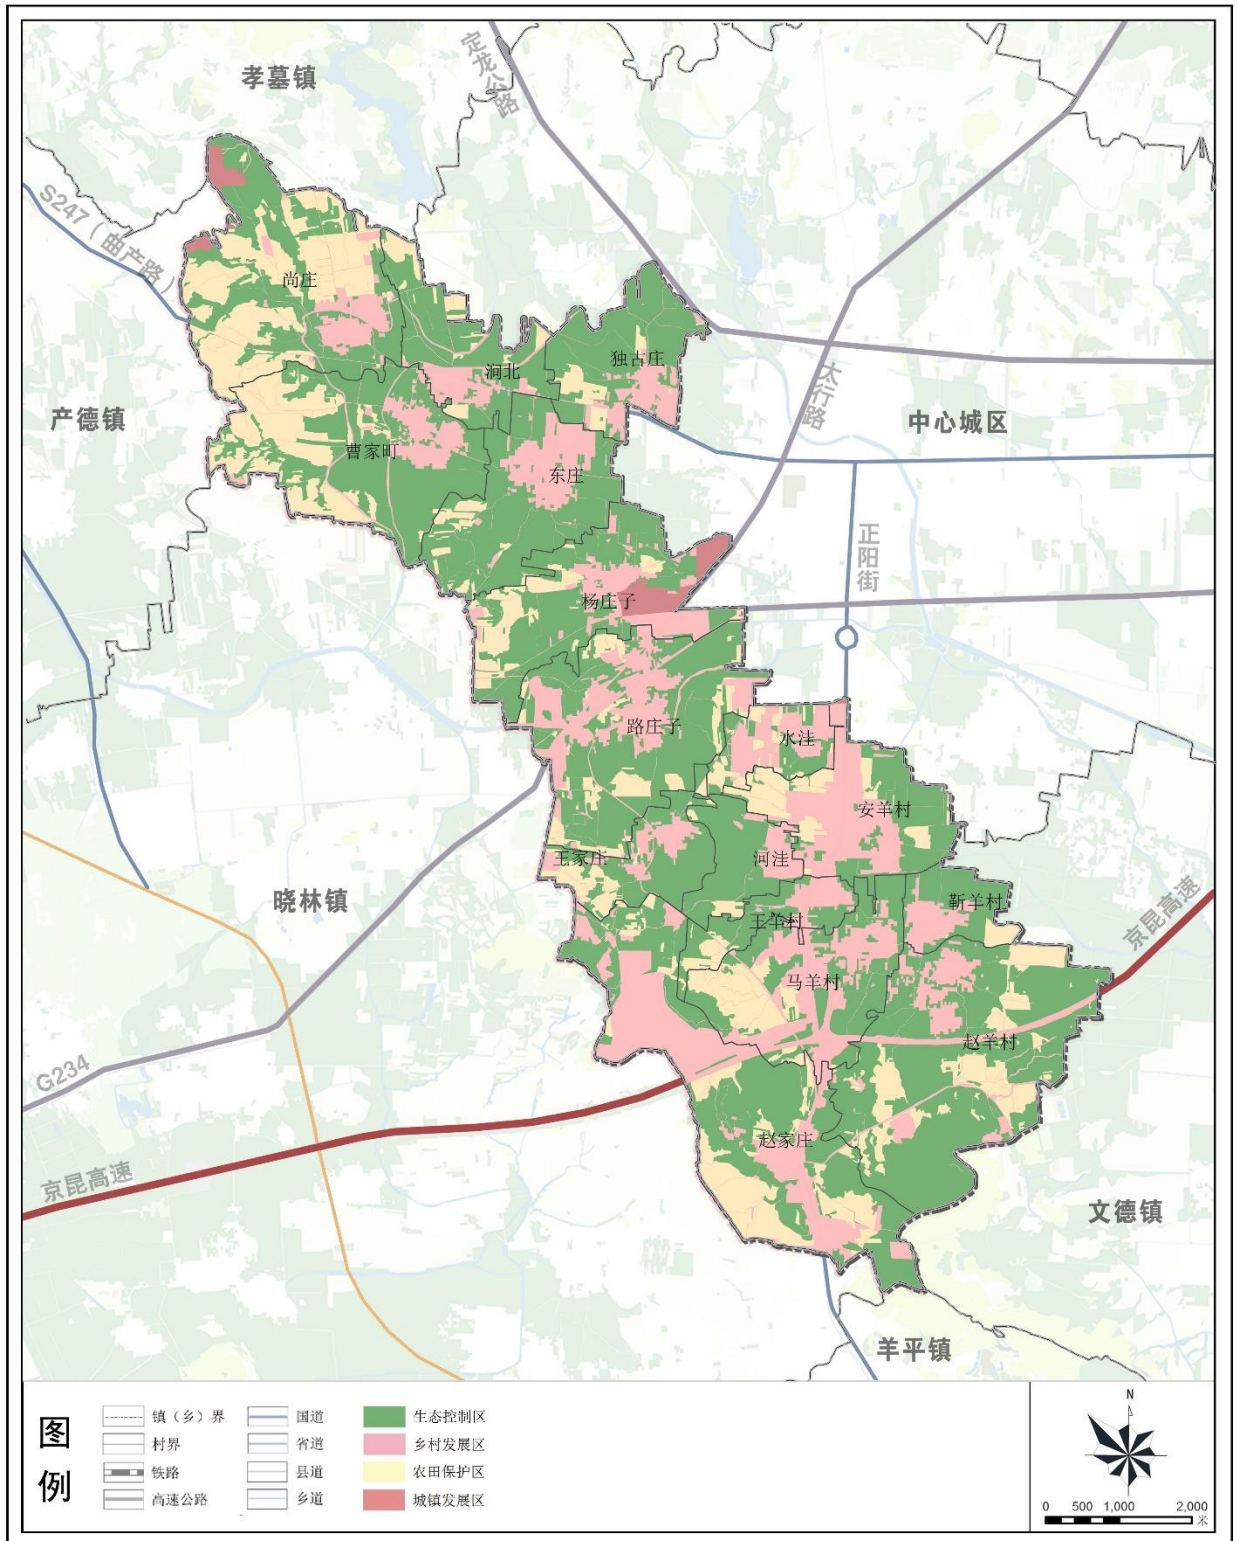 孝墓镇
定龙公路
S247（曲产路）
尚庄
独古庄
涧北
太行路
产德镇
中心城区
曹家町
东庄
正阳街
杨庄子
路庄子
水洼
安羊村
王家庄
河洼
晓林镇
靳羊村
王羊村
京昆高速
马羊村
赵羊村
G234
赵家庄
京昆高速
文德镇
羊平镇
图例
镇（乡）界
国道
生态控制区
村界
省道
乡村发展区
铁路
县道
农田保护区
高速公路
乡道
城镇发展区
N
0 500 1,000 2,000
米